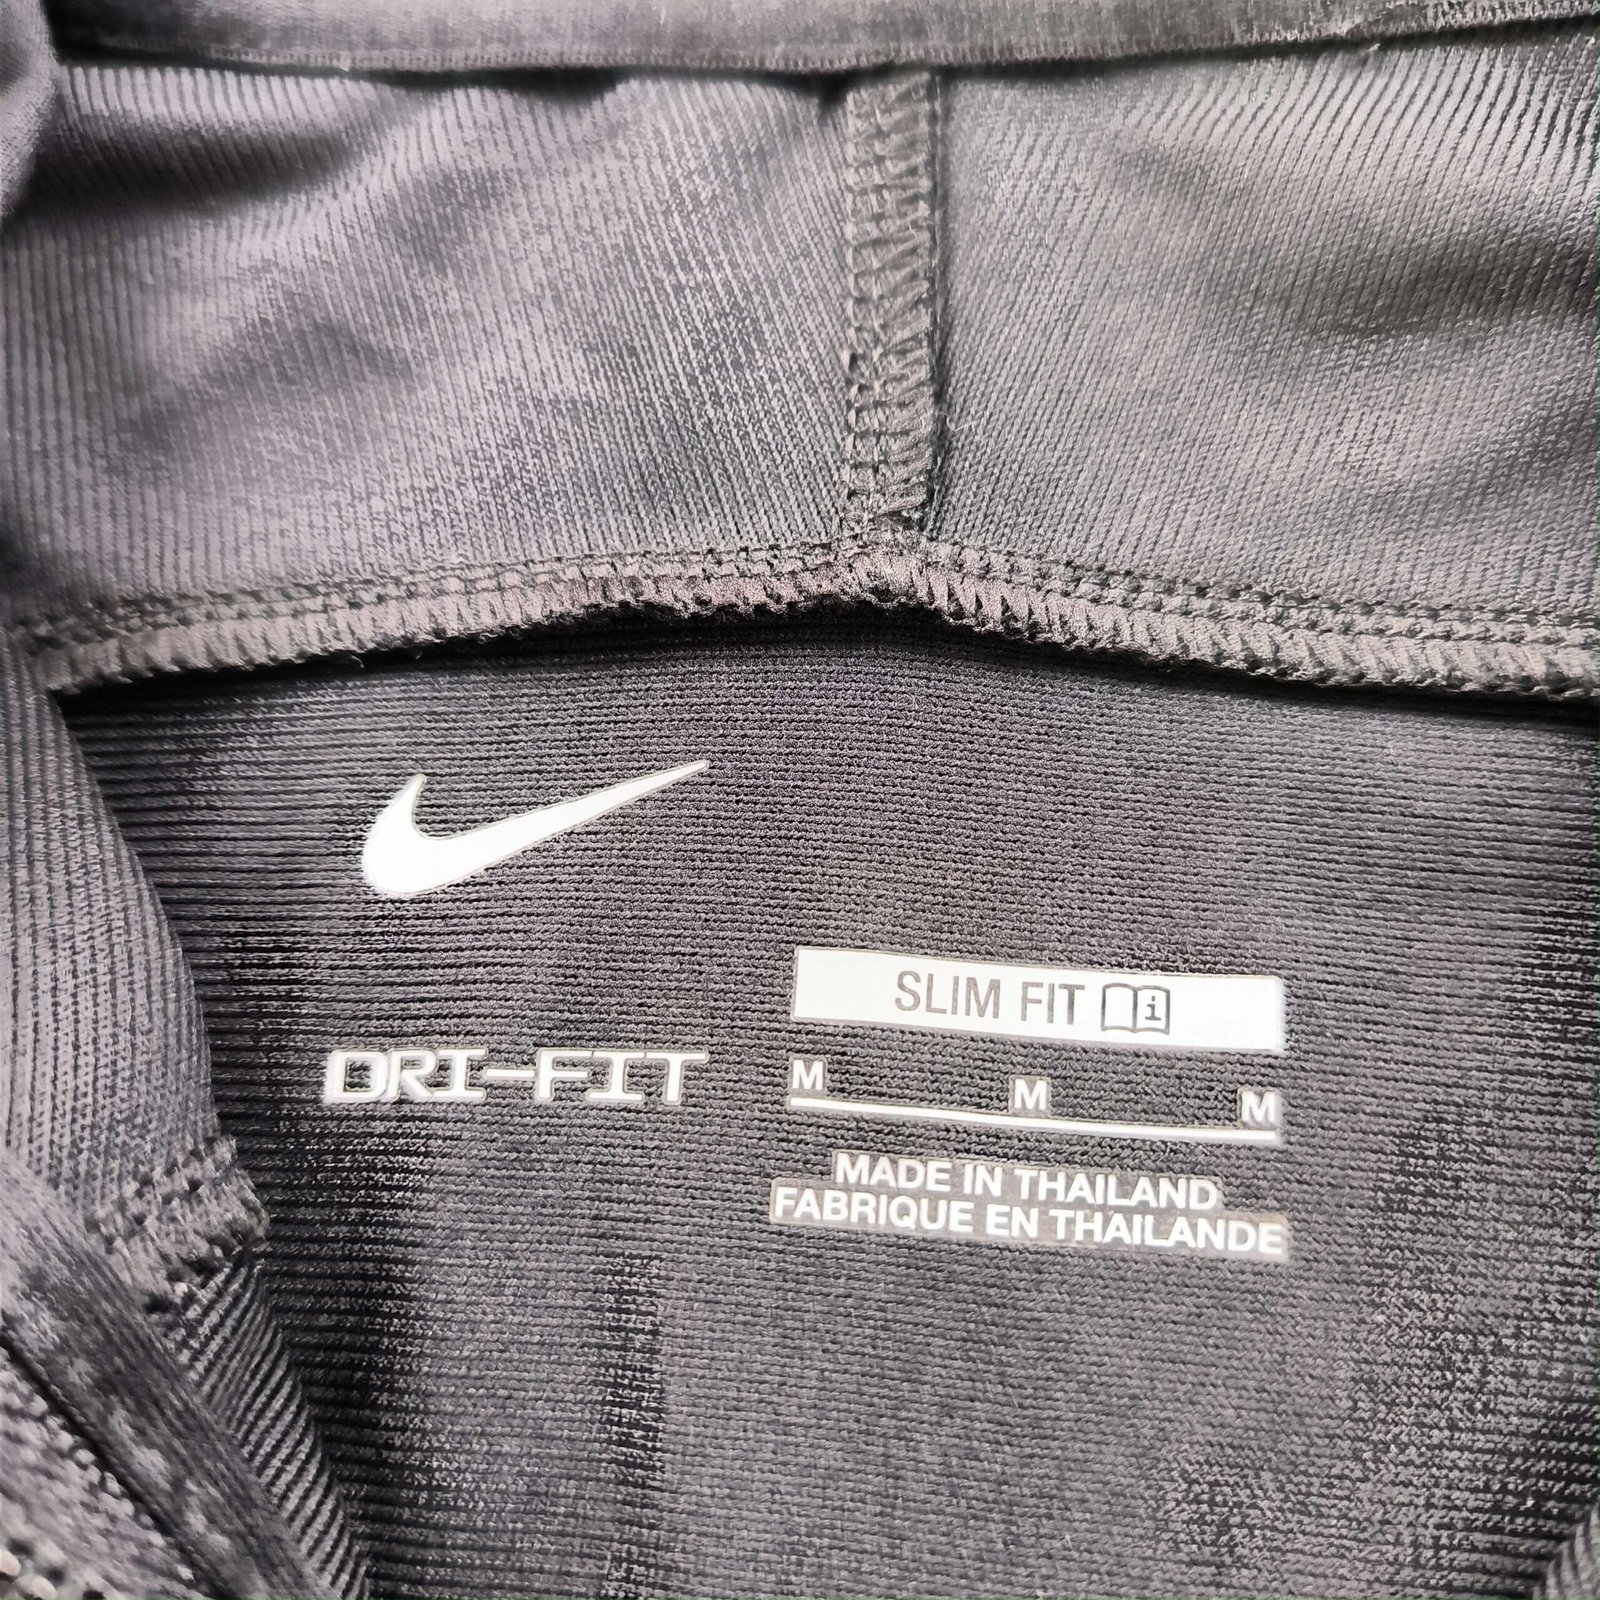 DRI-FIT
SLIM FIT i
M M M
MADE IN THAILAND
FABRIQUE EN THAILANDE